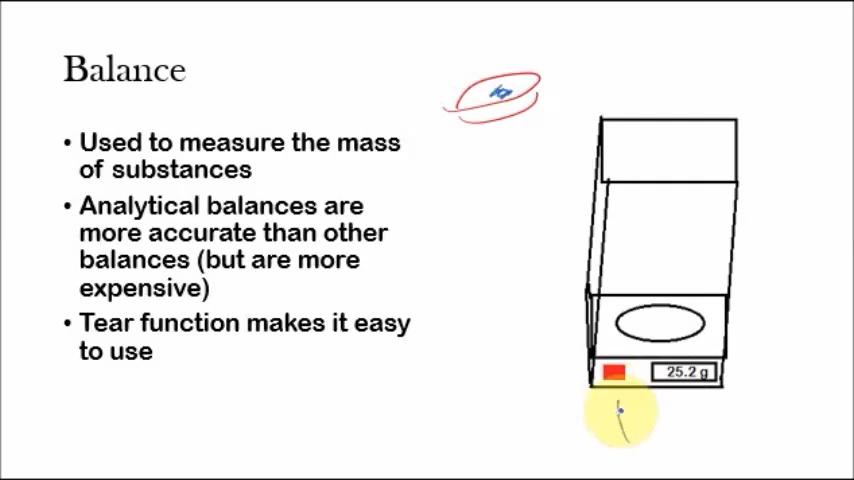 Balance
• Used to measure the mass
of substances
• Analytical balances are
more accurate than other
balances (but are more
expensive)
• Tear function makes it easy
to use
25.2 g